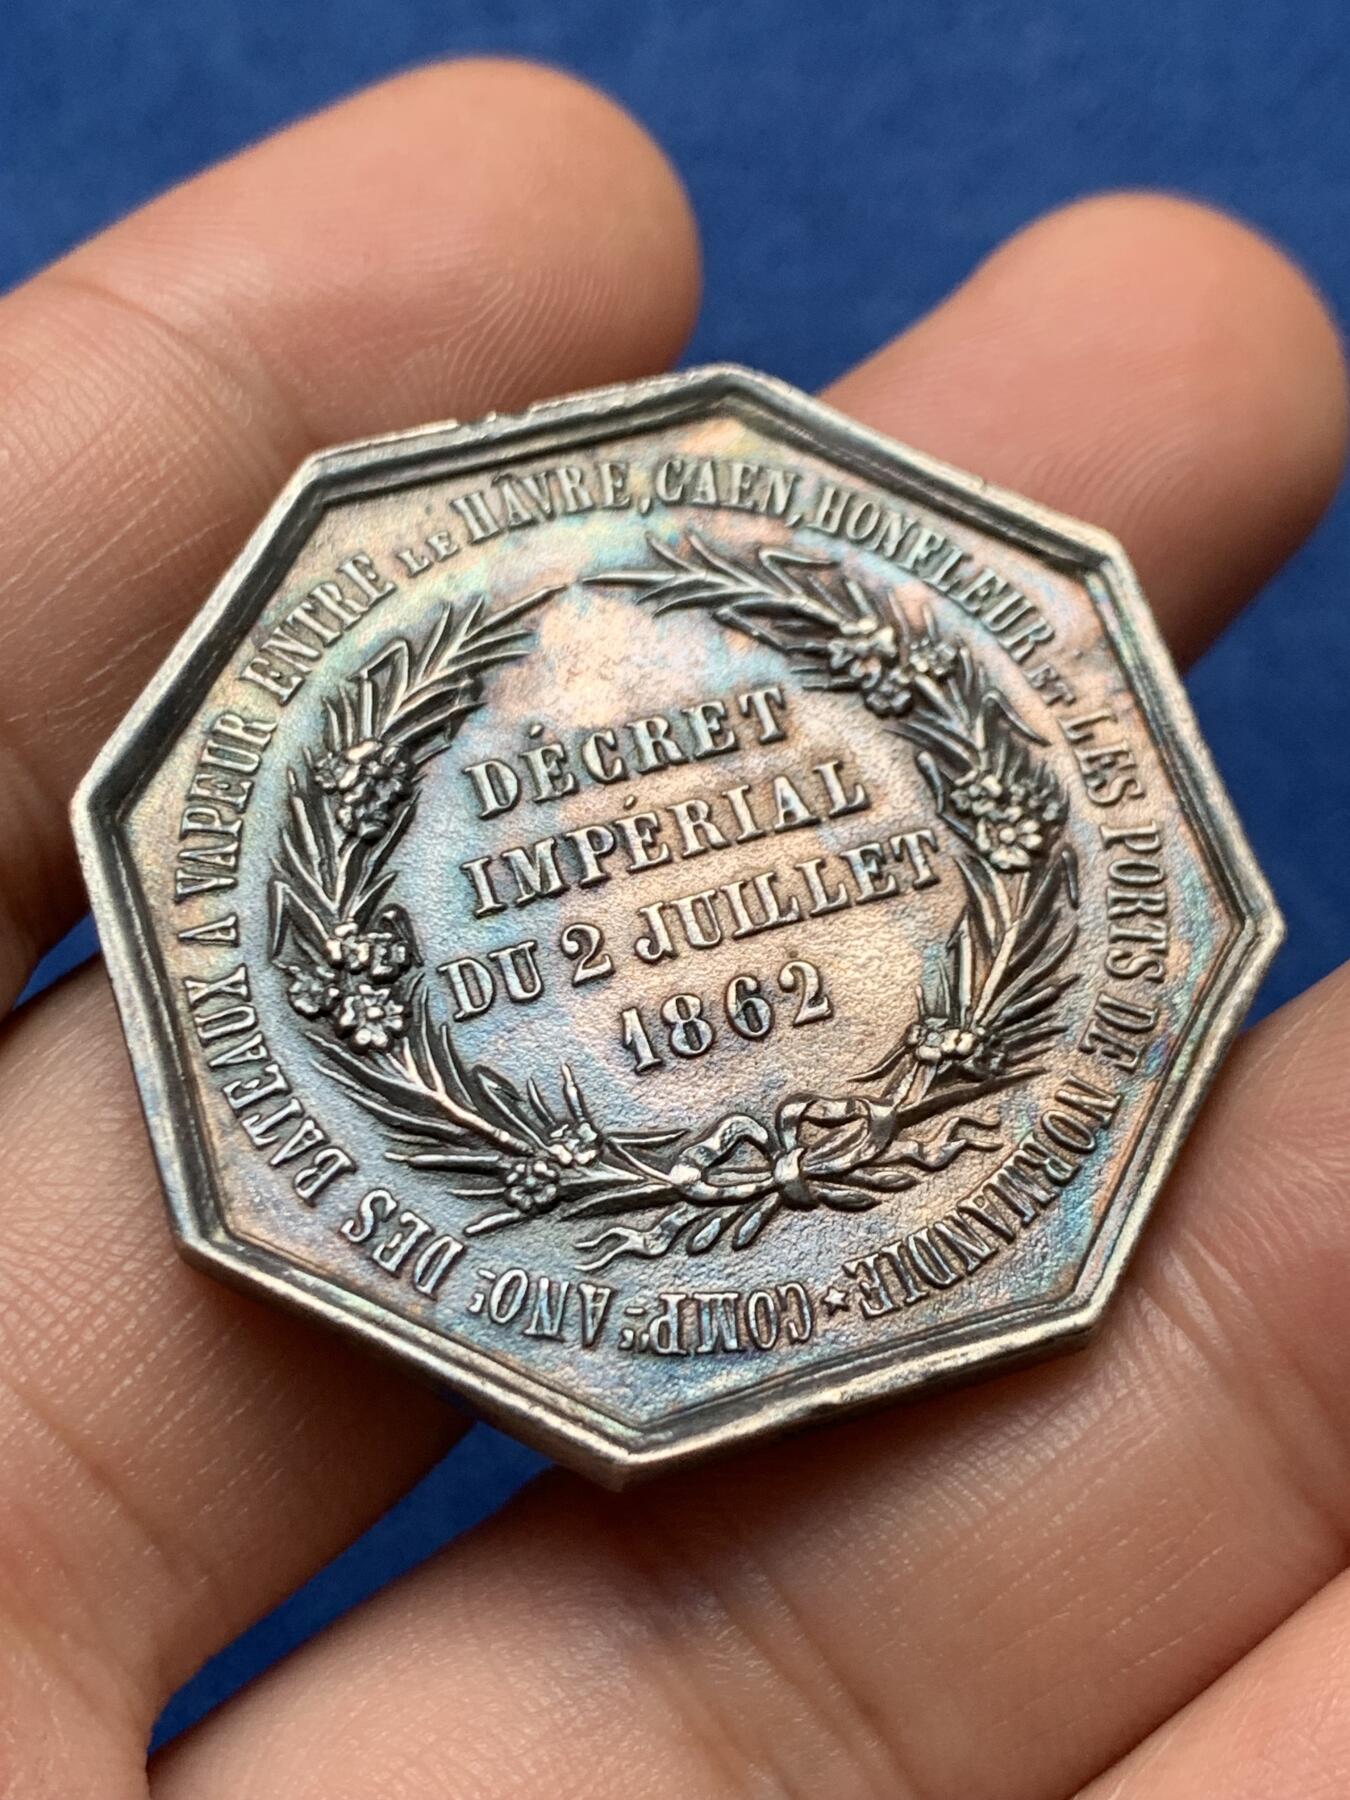 COMP.IE ANO.E DES BATEAUX A VAPEUR ENTRE LE HÂVRE, CAEN, HONFLEUR ET LES PORTS DE NORMANDIE ★
DÉCRET
IMPÉRIAL
DU 2 JUILLET
1862